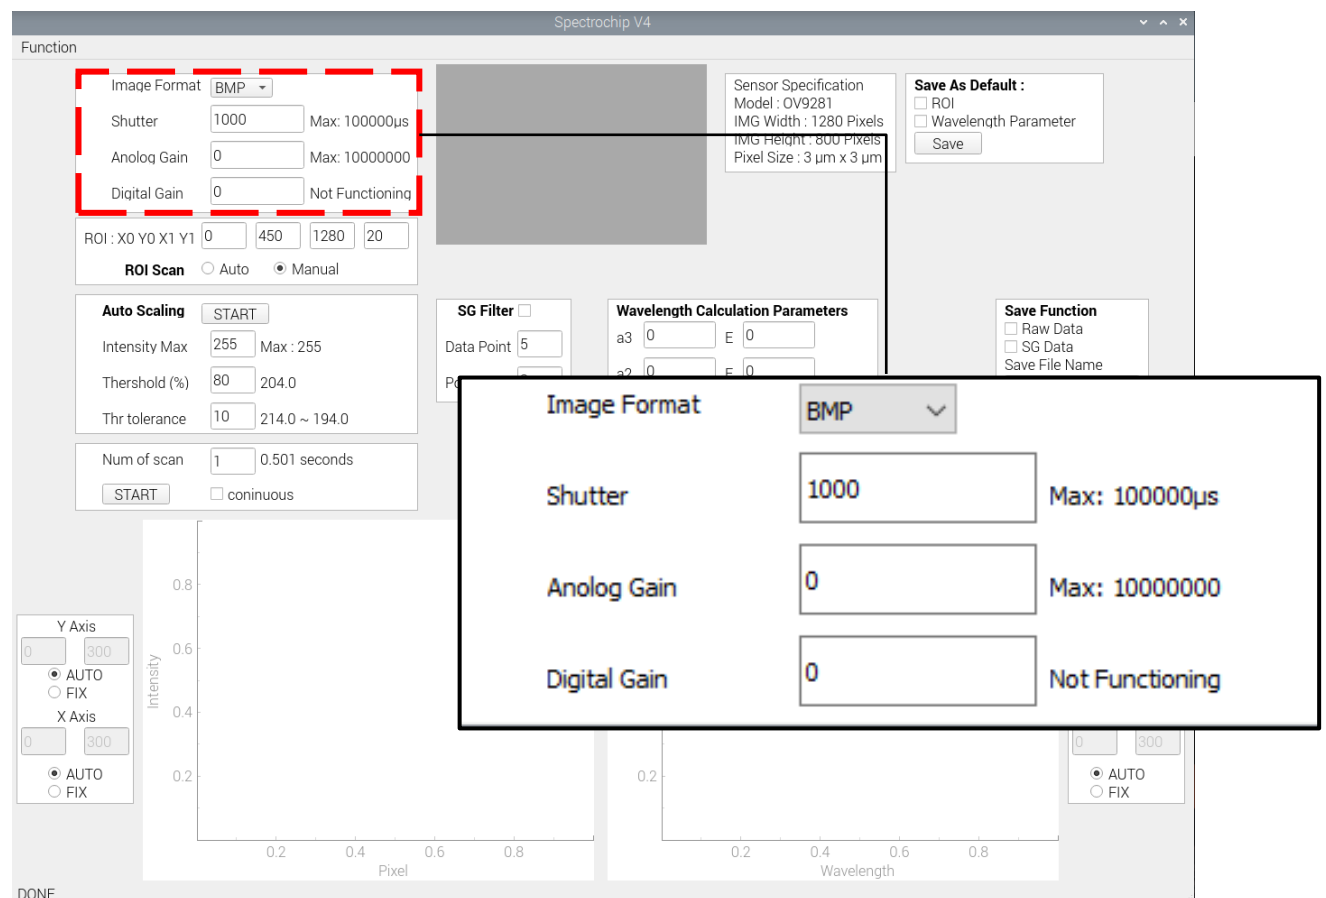 Spectrochip V4
Function
Image Format BMP
Shutter 1000 Max: 100000µs
Anolog Gain 0 Max: 10000000
Digital Gain 0 Not Functioning
ROI : X0 Y0 X1 Y1 0 450 1280 20
ROI Scan Auto Manual
Sensor Specification
Model : OV9281
IMG Width : 1280 Pixels
IMG Height : 800 Pixels
Pixel Size : 3 µm x 3 µm
Save As Default :
ROI
Wavelength Parameter
Save
Auto Scaling START
Intensity Max 255 Max : 255
Thershold (%) 80 204.0
Thr tolerance 10 214.0 ~ 194.0
SG Filter
Data Point 5
Wavelength Calculation Parameters
a3 0 E 0
a2 0 E 0
Save Function
Raw Data
SG Data
Save File Name
Num of scan 1 0.501 seconds
START coninuous
Image Format BMP
Shutter 1000 Max: 100000µs
Anolog Gain 0 Max: 10000000
Digital Gain 0 Not Functioning
Y Axis
0 300
AUTO
FIX
X Axis
0 300
AUTO
FIX
Intensity
0.8
0.6
0.4
0.2
0.2 0.4 0.6 0.8
Pixel
0.2
0.2 0.4 0.6 0.8
Wavelength
0 300
AUTO
FIX
DONE